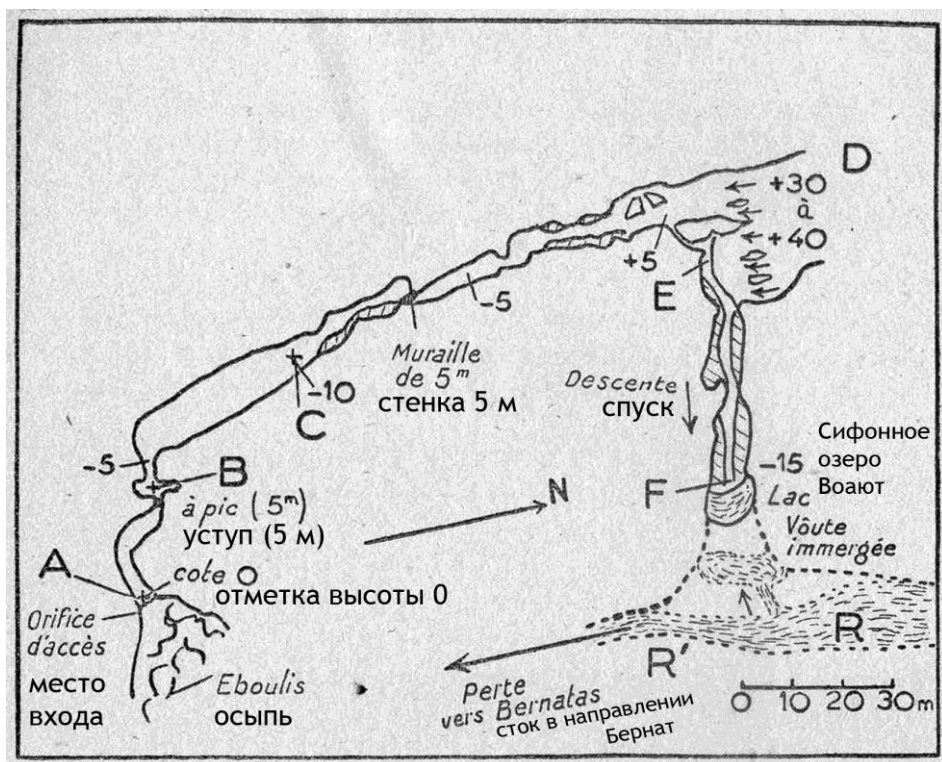 D
+30
à
+40
+5
E
-5
Muraille
de 5m
стенка 5 м
-10
C
Descente
спуск
-5
B
à pic (5m)
уступ (5 м)
N
F
-15
Lac
Сифонное
озеро
Воают
Vôute
immergée
A
cote 0
отметка высоты 0
Orifice
d'accès
место
входа
Eboulis
осыпь
R'
R
Perte
vers Bernatas
сток в направлении
Бернат
0 10 20 30m